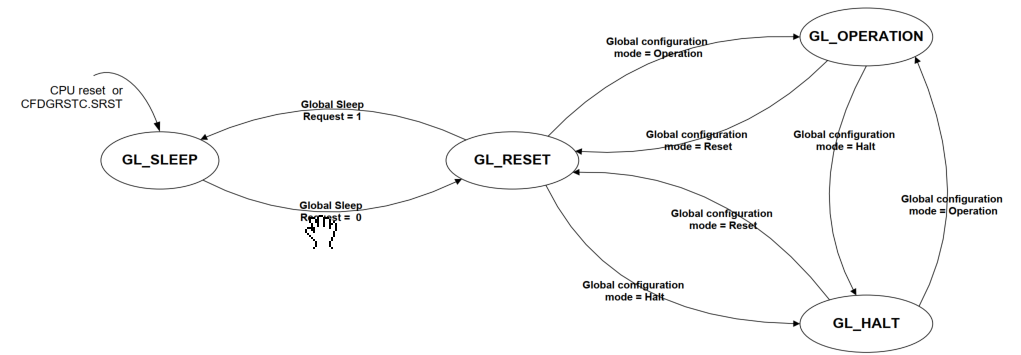 GL_OPERATION
Global configuration
mode = Operation
CPU reset or
CFDGRSTC.SRST
Global Sleep
Request = 1
Global configuration
mode = Reset
Global configuration
mode = Halt
GL_SLEEP
GL_RESET
Global Sleep
Request = 0
Global configuration
mode = Reset
Global configuration
mode = Operation
Global configuration
mode = Halt
GL_HALT